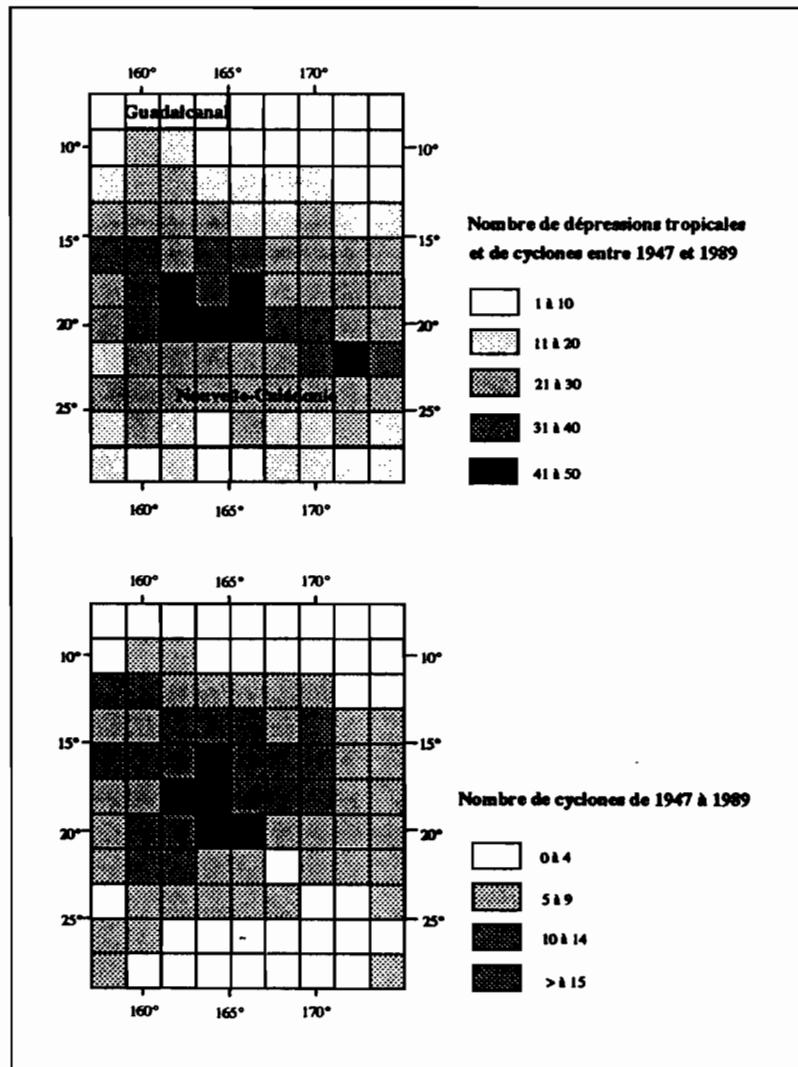 160° 165° 170°
Guadalcanal
10° 10°
15° 15°
20° 20°
Nouvelle-Calédonie
25° 25°
160° 165° 170°
Nombre de dépressions tropicales
et de cyclones entre 1947 et 1989
1 à 10
11 à 20
21 à 30
31 à 40
41 à 50
160° 165° 170°
10° 10°
15° 15°
20° 20°
25° 25°
160° 165° 170°
Nombre de cyclones de 1947 à 1989
0 à 4
5 à 9
10 à 14
> à 15